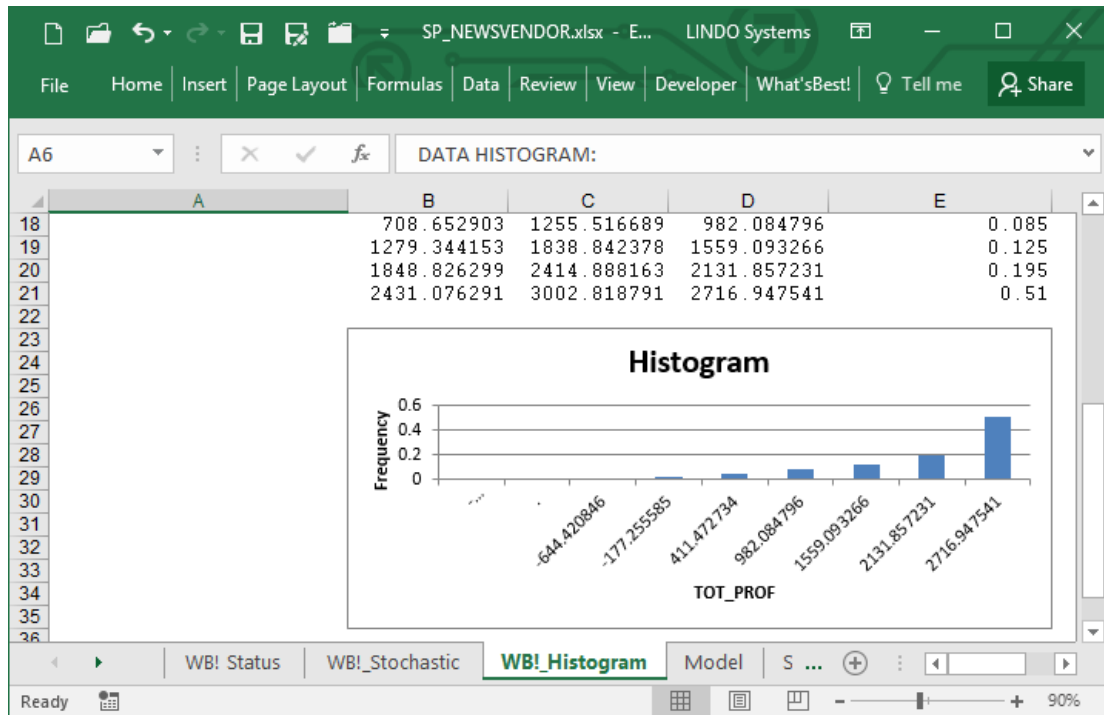 SP_NEWSVENDOR.xlsx - E... LINDO Systems
File Home Insert Page Layout Formulas Data Review View Developer What'sBest! Tell me Share
A6 fx DATA HISTOGRAM:
A B C D E
18 708.652903 1255.516689 982.084796 0.085
19 1279.344153 1838.842378 1559.093266 0.125
20 1848.826299 2414.888163 2131.857231 0.195
21 2431.076291 3002.818791 2716.947541 0.51
22
23
24
25
26
27
28
29
30
31
32
33
34
35
36
Histogram
Frequency
0.6
0.4
0.2
0
-... . -644.420846 -177.255585 411.472734 982.084796 1559.093266 2131.857231 2716.947541
TOT_PROF
WB! Status WB!_Stochastic WB!_Histogram Model S ...
Ready 90%